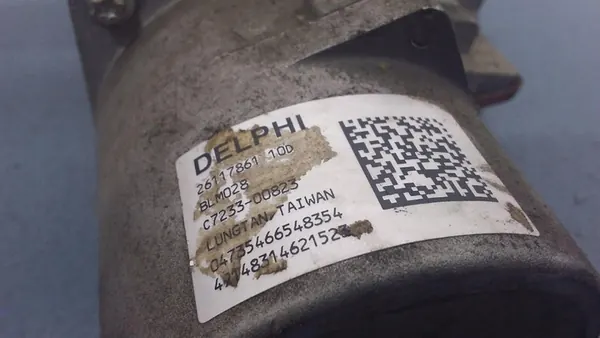 DELPHI
26117861 10D
BLM028
C7233-00823
LUNGTAN, TAIWAN
04735466548354